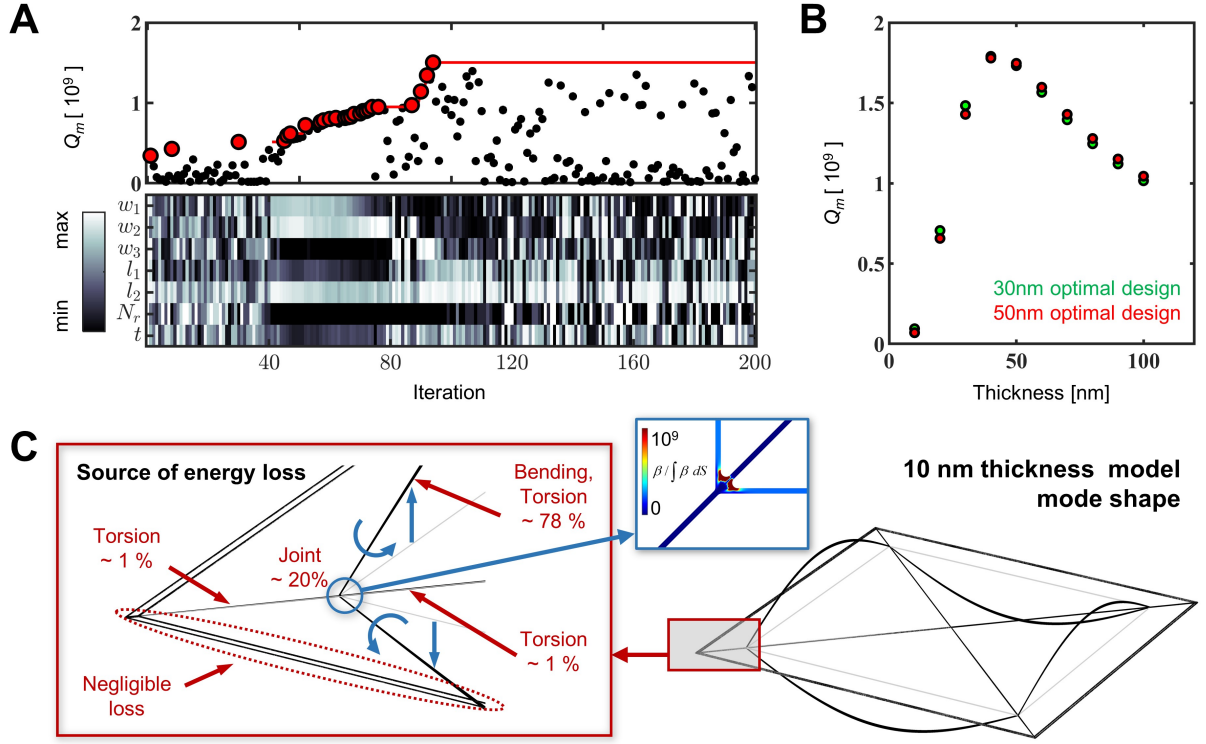 A
Q_m [ 10^9 ]
2
1
0
max
min
w_1
w_2
w_3
l_1
l_2
N_r
t
40
80
120
160
200
Iteration
B
Q_m [ 10^9 ]
2
1.5
1
0.5
0
30nm optimal design
50nm optimal design
0
50
100
Thickness [nm]
C
Source of energy loss
Bending,
Torsion
~ 78 %
Torsion
~ 1 %
Joint
~ 20%
Torsion
~ 1 %
Negligible
loss
10^9
β / ∫ β dS
0
10 nm thickness model
mode shape